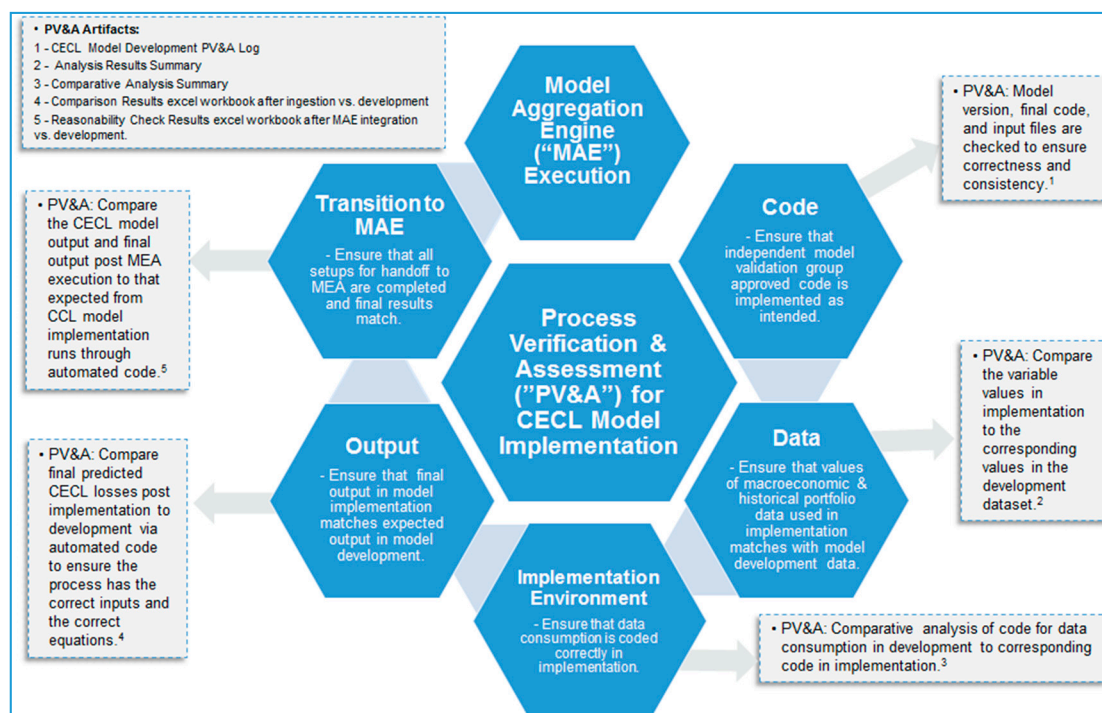 • PV&A Artifacts:
1 - CECL Model Development PV&A Log
2 - Analysis Results Summary
3 - Comparative Analysis Summary
4 - Comparison Results excel workbook after ingestion vs. development
5 - Reasonability Check Results excel workbook after MAE integration
vs. development.
Model
Aggregation
Engine
("MAE")
Execution
• PV&A: Model
version, final code,
and input files are
checked to ensure
correctness and
consistency.1
Code
- Ensure that
independent model
validation group
approved code is
implemented as
intended.
Transition to
MAE
- Ensure that all
setups for handoff to
MEA are completed
and final results
match.
• PV&A: Compare
the CECL model
output and final
output post MEA
execution to that
expected from
CCL model
implementation
runs through
automated code.5
Process
Verification &
Assessment
("PV&A") for
CECL Model
Implementation
• PV&A: Compare
the variable
values in
implementation
to the
corresponding
values in the
development
dataset.2
Data
- Ensure that values
of macroeconomic &
historical portfolio
data used in
implementation
matches with model
development data.
Output
- Ensure that final
output in model
implementation
matches expected
output in model
development.
• PV&A: Compare
final predicted
CECL losses post
implementation to
development via
automated code
to ensure the
process has the
correct inputs and
the correct
equations.4
Implementation
Environment
- Ensure that data
consumption is coded
correctly in
implementation.
• PV&A: Comparative analysis of code for data
consumption in development to corresponding
code in implementation.3